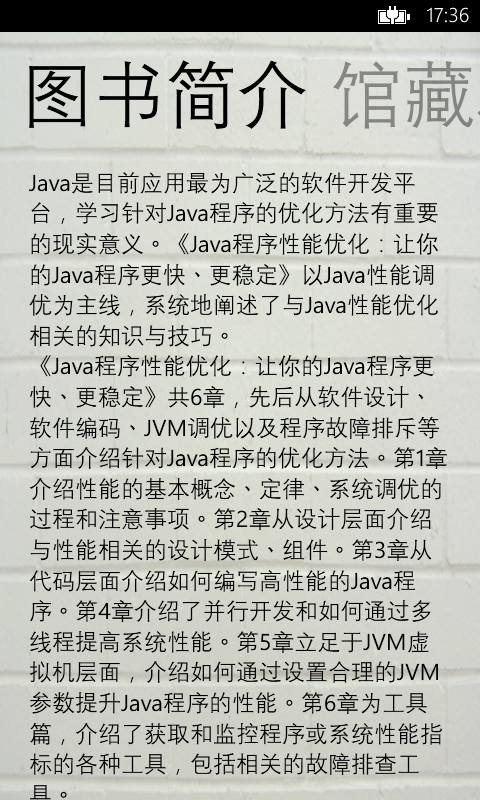 17:36
图书简介 馆藏
Java是目前应用最为广泛的软件开发平
台，学习针对Java程序的优化方法有重要
的现实意义。《Java程序性能优化：让你
的Java程序更快、更稳定》以Java性能调
优为主线，系统地阐述了与Java性能优化
相关的知识与技巧。
《Java程序性能优化：让你的Java程序更
快、更稳定》共6章，先后从软件设计、
软件编码、JVM调优以及程序故障排斥等
方面介绍针对Java程序的优化方法。第1章
介绍性能的基本概念、定律、系统调优的
过程和注意事项。第2章从设计层面介绍
与性能相关的设计模式、组件。第3章从
代码层面介绍如何编写高性能的Java程
序。第4章介绍了并行开发和如何通过多
线程提高系统性能。第5章立足于JVM虚
拟机层面，介绍如何通过设置合理的JVM
参数提升Java程序的性能。第6章为工具
篇，介绍了获取和监控程序或系统性能指
标的各种工具，包括相关的故障排查工
具。